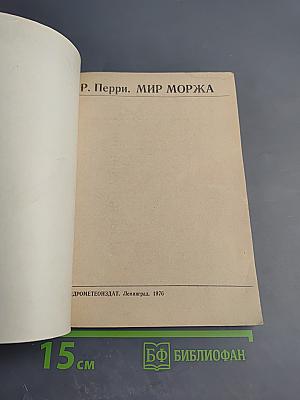 Р. Перри. МИР МОРЖА
ДРОМЕТЕОИЗДАТ. Ленинград. 1976
15 см
БФ БИБЛИОФАН